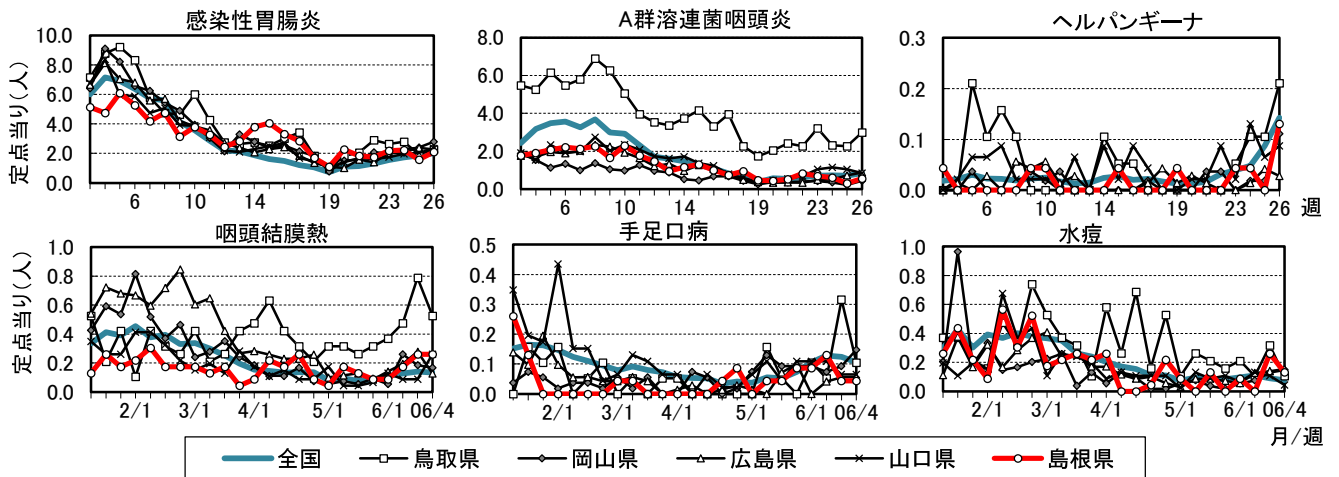 感染性胃腸炎
A群溶連菌咽頭炎
ヘルパンギーナ
定点当り(人)
10.0
8.0
6.0
4.0
2.0
0.0
6 10 14 19 23 26
8.0
6.0
4.0
2.0
0.0
6 10 14 19 23 26
0.3
0.2
0.1
0.0
6 10 14 19 23 26 週
咽頭結膜熱
手足口病
水痘
定点当り(人)
1.0
0.8
0.6
0.4
0.2
0.0
2/1 3/1 4/1 5/1 6/1 06/4
0.5
0.4
0.3
0.2
0.1
0.0
2/1 3/1 4/1 5/1 6/1 06/4
1.0
0.8
0.6
0.4
0.2
0.0
2/1 3/1 4/1 5/1 6/1 06/4
月/週
全国 鳥取県 岡山県 広島県 山口県 島根県